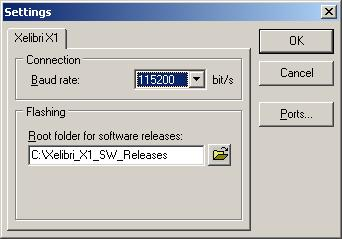 Settings
Xelibri X1
Connection
Baud rate: 115200 bit/s
Flashing
Root folder for software releases:
C:\Xelibri_X1_SW_Releases
OK
Cancel
Ports...